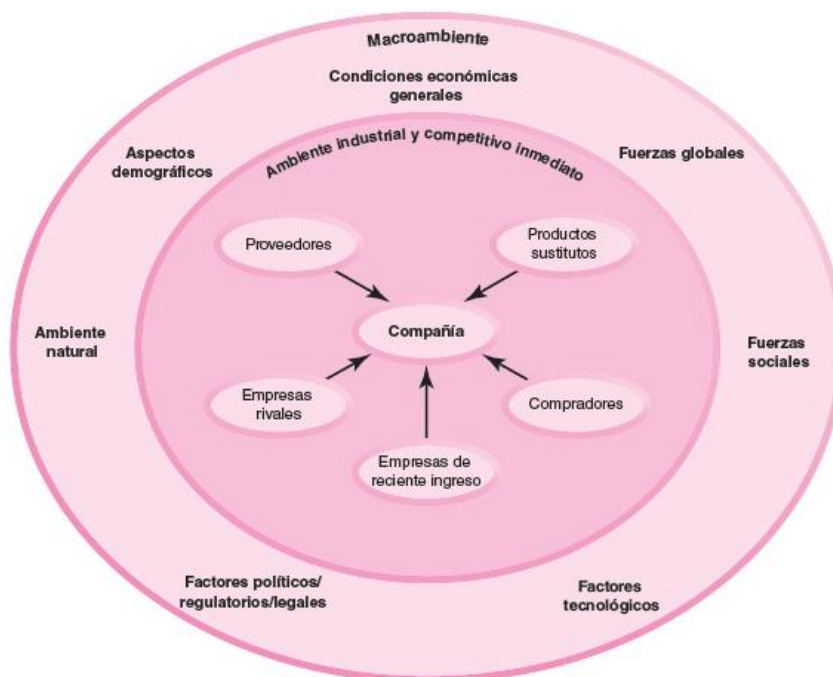 Macroambiente
Condiciones económicas
generales
Aspectos
demográficos
Ambiente industrial y competitivo inmediato
Fuerzas globales
Proveedores
Productos
sustitutos
Ambiente
natural
Compañía
Fuerzas
sociales
Empresas
rivales
Compradores
Empresas de
reciente ingreso
Factores políticos/
regulatorios/legales
Factores
tecnológicos